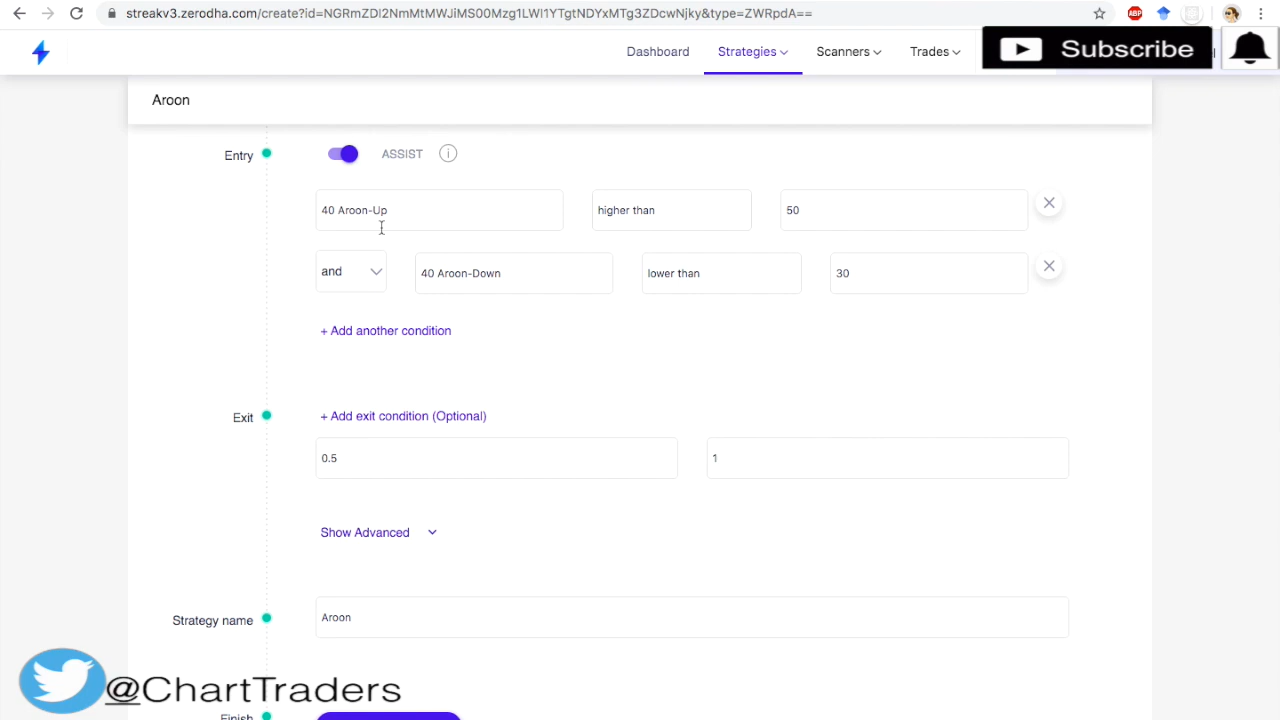 streakv3.zerodha.com/create?id=NGRmZDI2NmMtMWJiMS00Mzg1LWI1YTgtNDYxMTg3ZDcwNjky&type=ZWRpdA==
ABP
Dashboard Strategies Scanners Trades
Subscribe
Aroon
Entry ASSIST i
40 Aroon-Up higher than 50
and 40 Aroon-Down lower than 30
+ Add another condition
Exit + Add exit condition (Optional)
0.5 1
Show Advanced
Strategy name Aroon
@ChartTraders
Finish